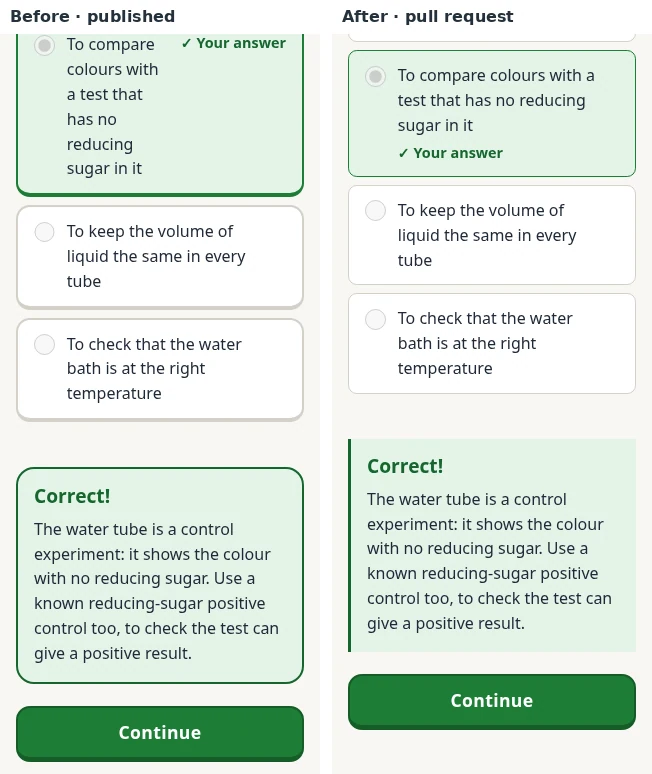 Before · published
To compare
colours with
a test that
has no
reducing
sugar in it
✓ Your answer
To keep the volume of
liquid the same in every
tube
To check that the water
bath is at the right
temperature
Correct!
The water tube is a control
experiment: it shows the colour
with no reducing sugar. Use a
known reducing-sugar positive
control too, to check the test can
give a positive result.
Continue
After · pull request
To compare colours with a
test that has no reducing
sugar in it
✓ Your answer
To keep the volume of
liquid the same in every
tube
To check that the water
bath is at the right
temperature
Correct!
The water tube is a control
experiment: it shows the colour
with no reducing sugar. Use a
known reducing-sugar positive
control too, to check the test can
give a positive result.
Continue